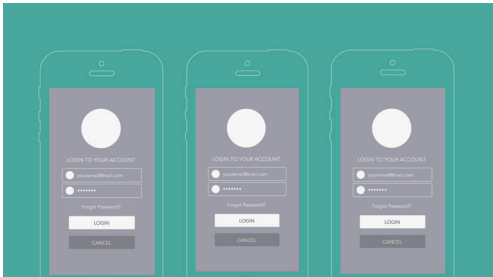 LOGIN TO YOUR ACCOUNT
youremail@mail.com
*******
Forgot Password?
LOGIN
CANCEL
LOGIN TO YOUR ACCOUNT
youremail@mail.com
*******
Forgot Password?
LOGIN
CANCEL
LOGIN TO YOUR ACCOUNT
youremail@mail.com
*******
Forgot Password?
LOGIN
CANCEL